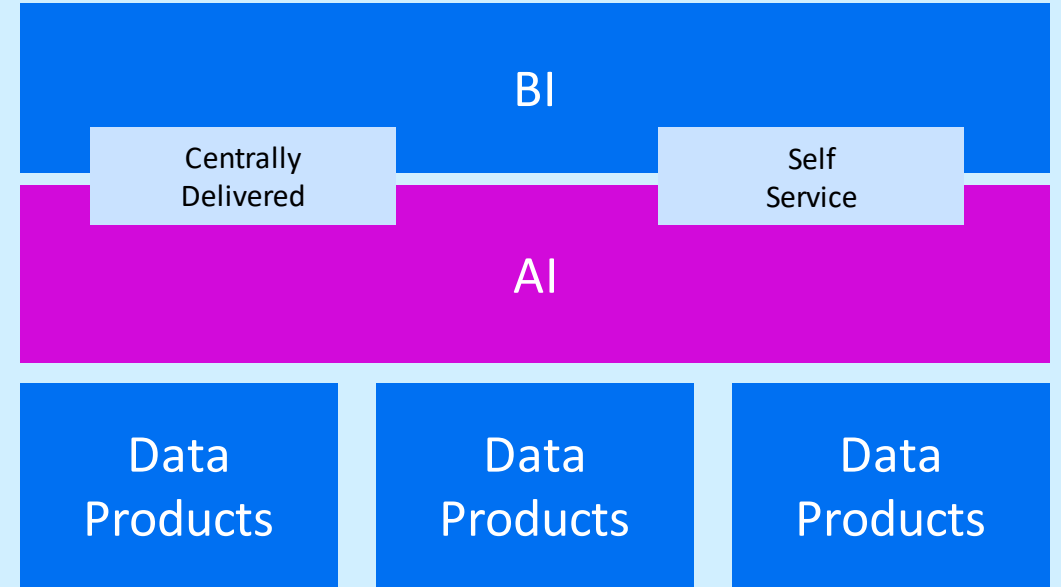 BI
Centrally
Delivered
Self
Service
AI
Data
Products
Data
Products
Data
Products